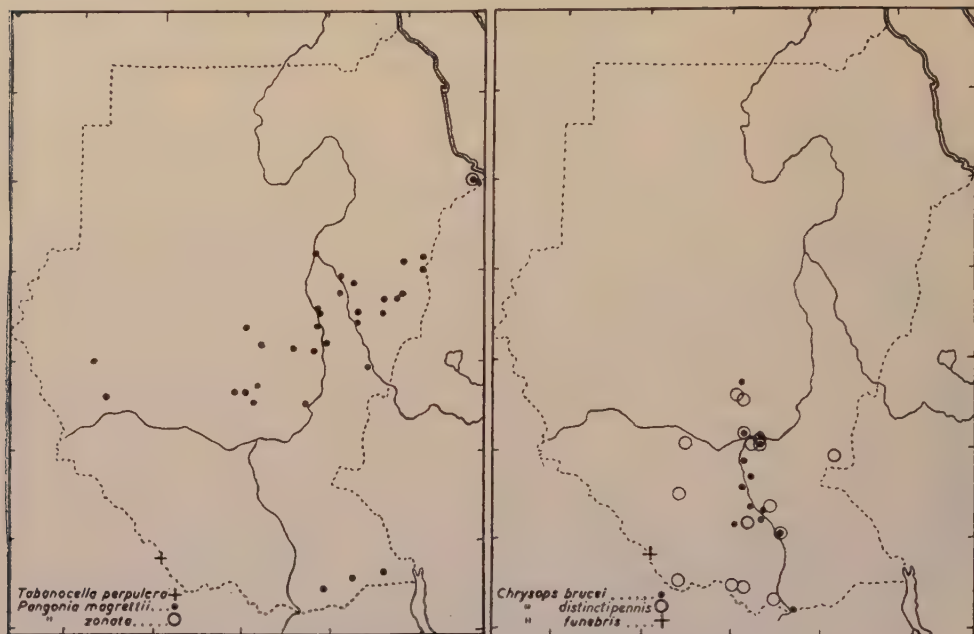 Tabanocella perpulcra+
Pangonia magrettii...•
" zonata.....○
Chrysops brucei.......•
" distinctipennis○
" funebris....+